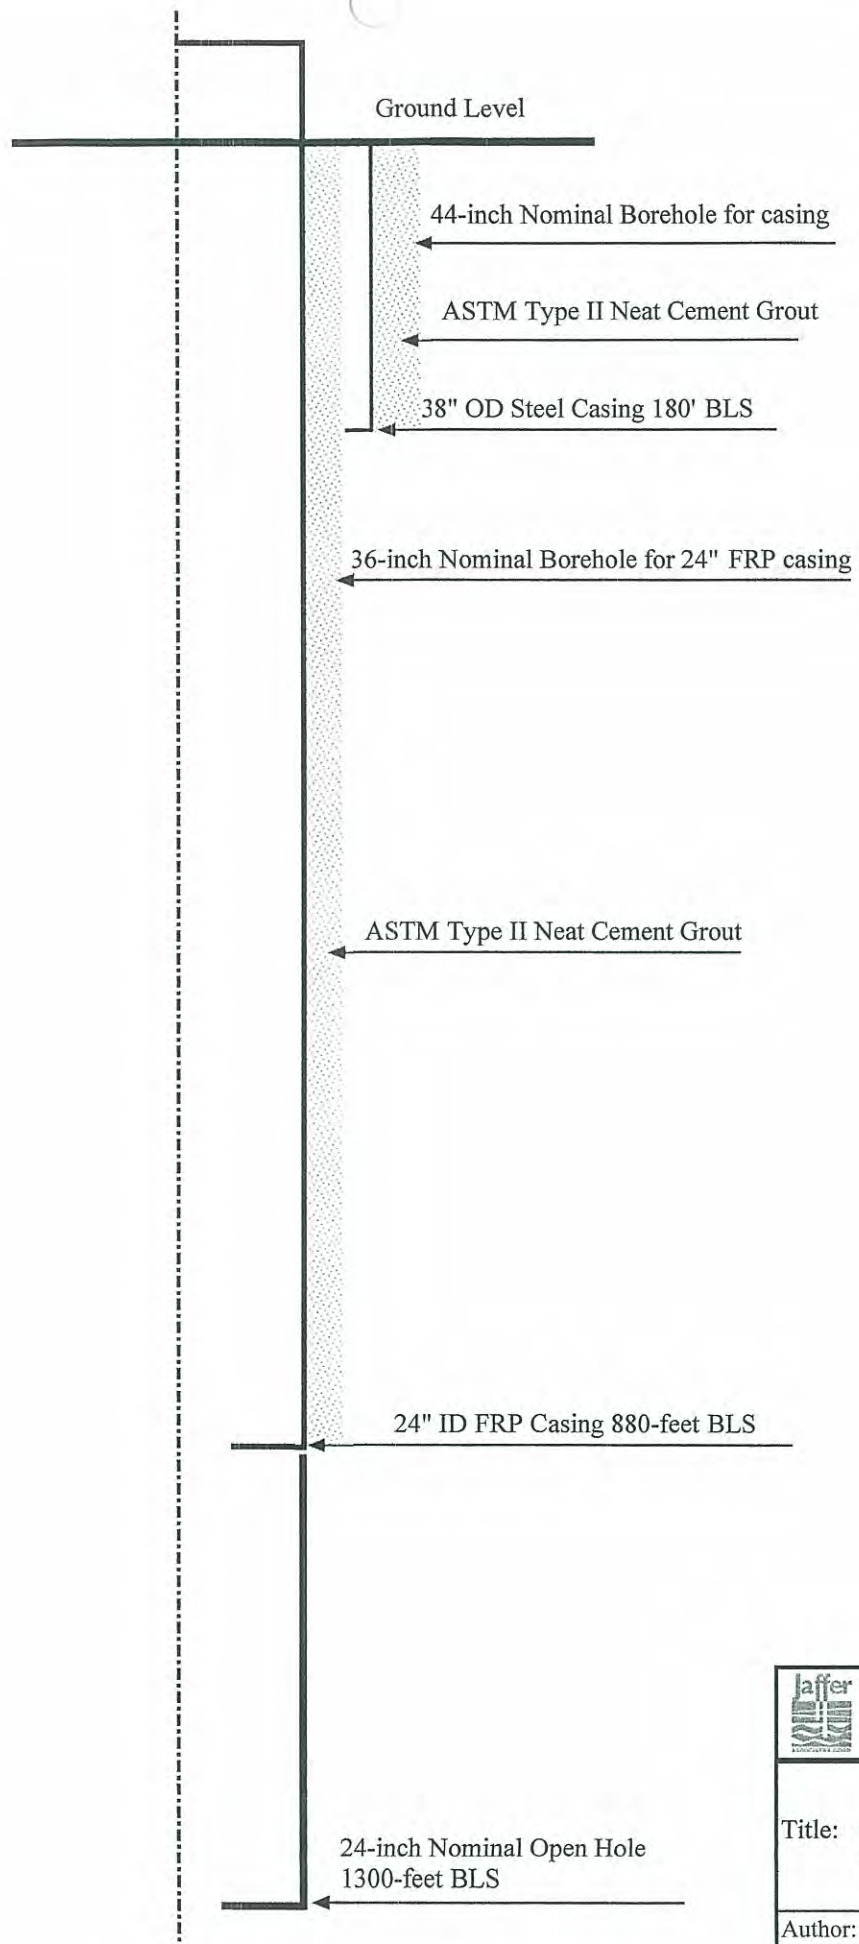 Ground Level
44-inch Nominal Borehole for casing
ASTM Type II Neat Cement Grout
38" OD Steel Casing 180' BLS
36-inch Nominal Borehole for 24" FRP casing
ASTM Type II Neat Cement Grout
24" ID FRP Casing 880-feet BLS
24-inch Nominal Open Hole
1300-feet BLS
Jaffer
Title:
Author: